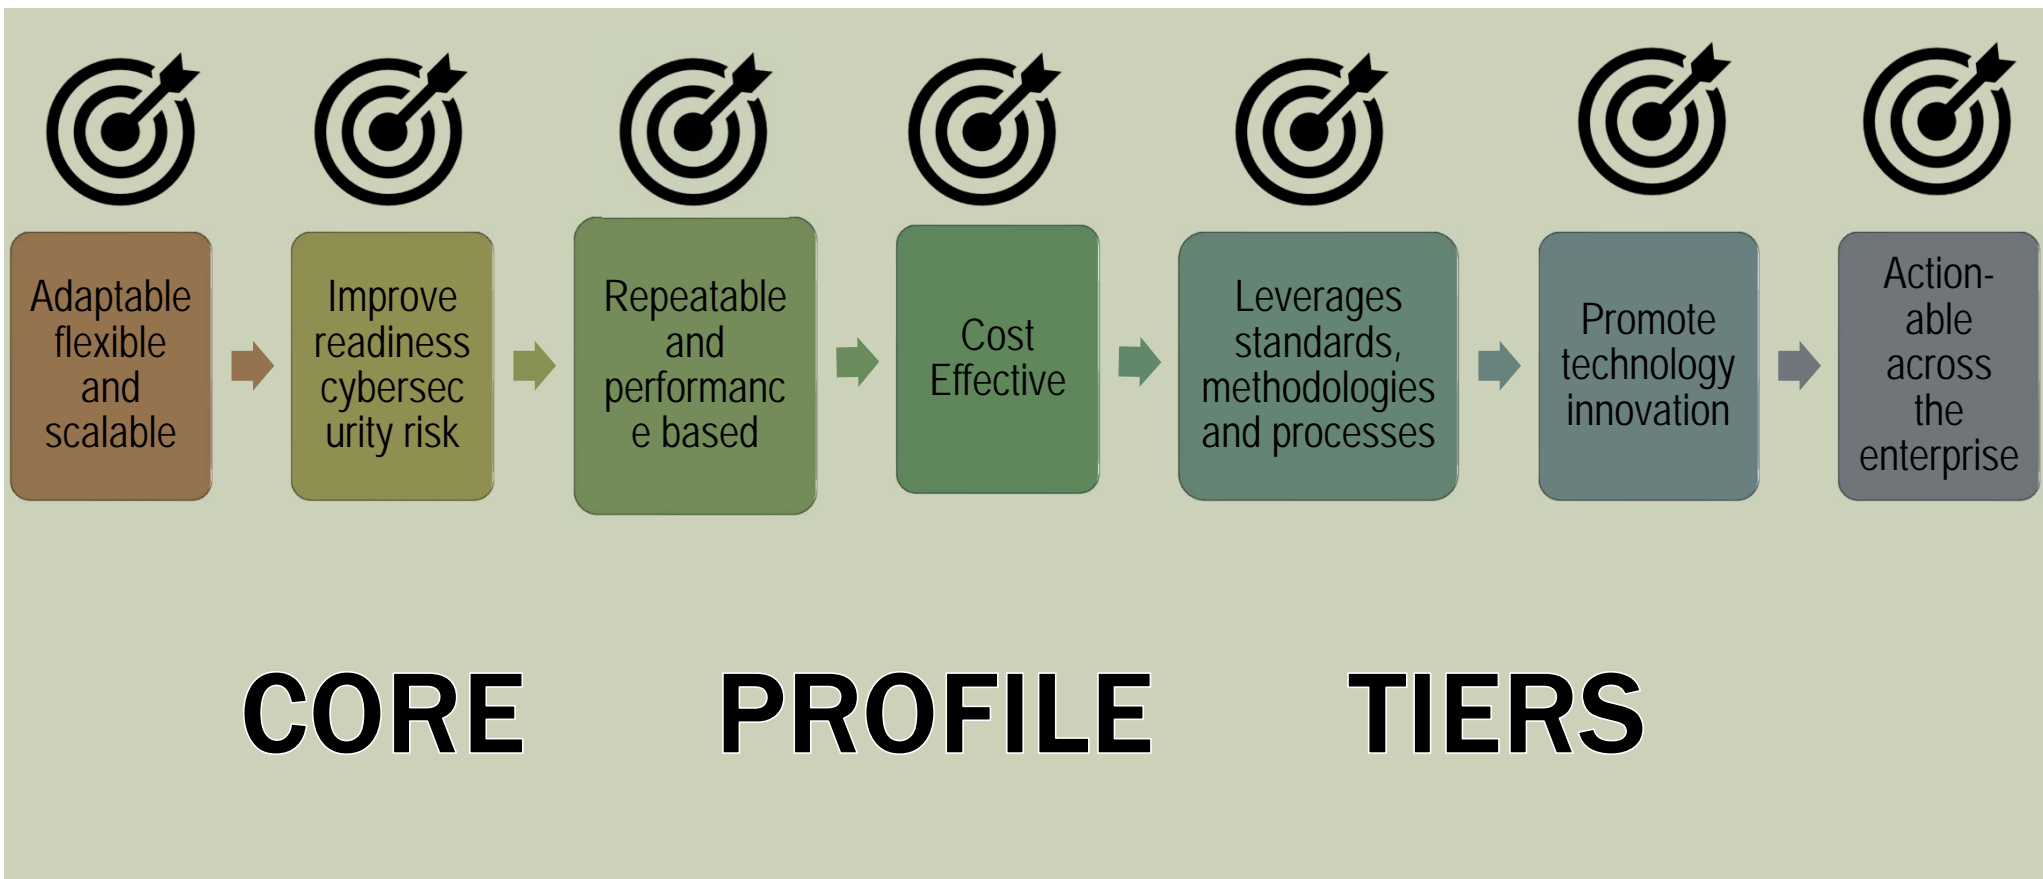 Adaptable
flexible
and
scalable
Improve
readiness
cybersec
urity risk
Repeatable
and
performanc
e based
Cost
Effective
Leverages
standards,
methodologies
and processes
Promote
technology
innovation
Action-
able
across
the
enterprise
CORE
PROFILE
TIERS